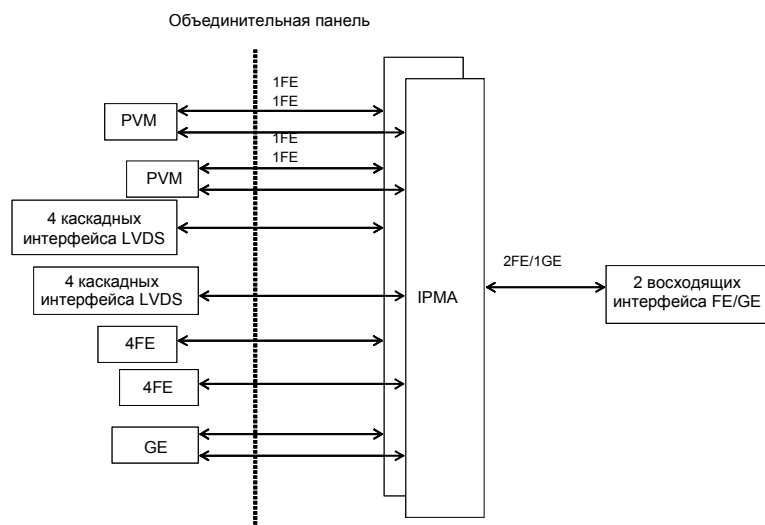 Объединительная панель
1FE
1FE
PVM
1FE
1FE
PVM
4 каскадных
интерфейса LVDS
2FE/1GE
4 каскадных
интерфейса LVDS
IPMA
2 восходящих
интерфейса FE/GE
4FE
4FE
GE